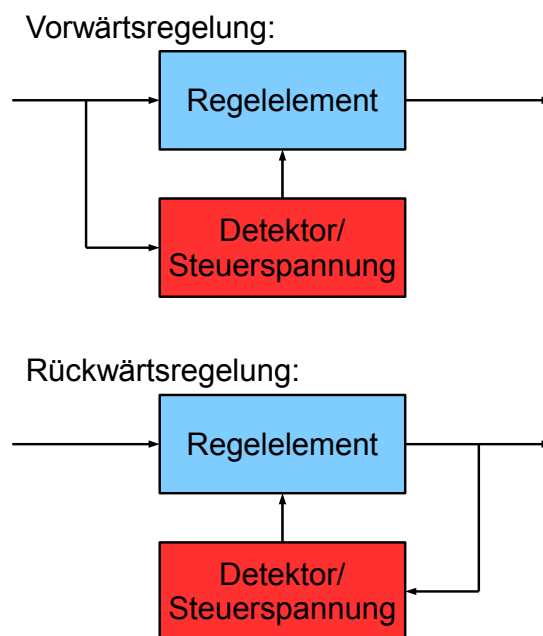 Vorwärtsregelung:
Regelelement
Detektor/
Steuerspannung
Rückwärtsregelung:
Regelelement
Detektor/
Steuerspannung